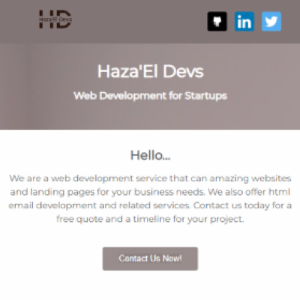 HD
Haza'El Devs
Haza'El Devs
Web Development for Startups
Hello...
We are a web development service that can amazing websites
and landing pages for your business needs. We also offer html
email development and related services. Contact us today for a
free quote and a timeline for your project.
Contact Us Now!